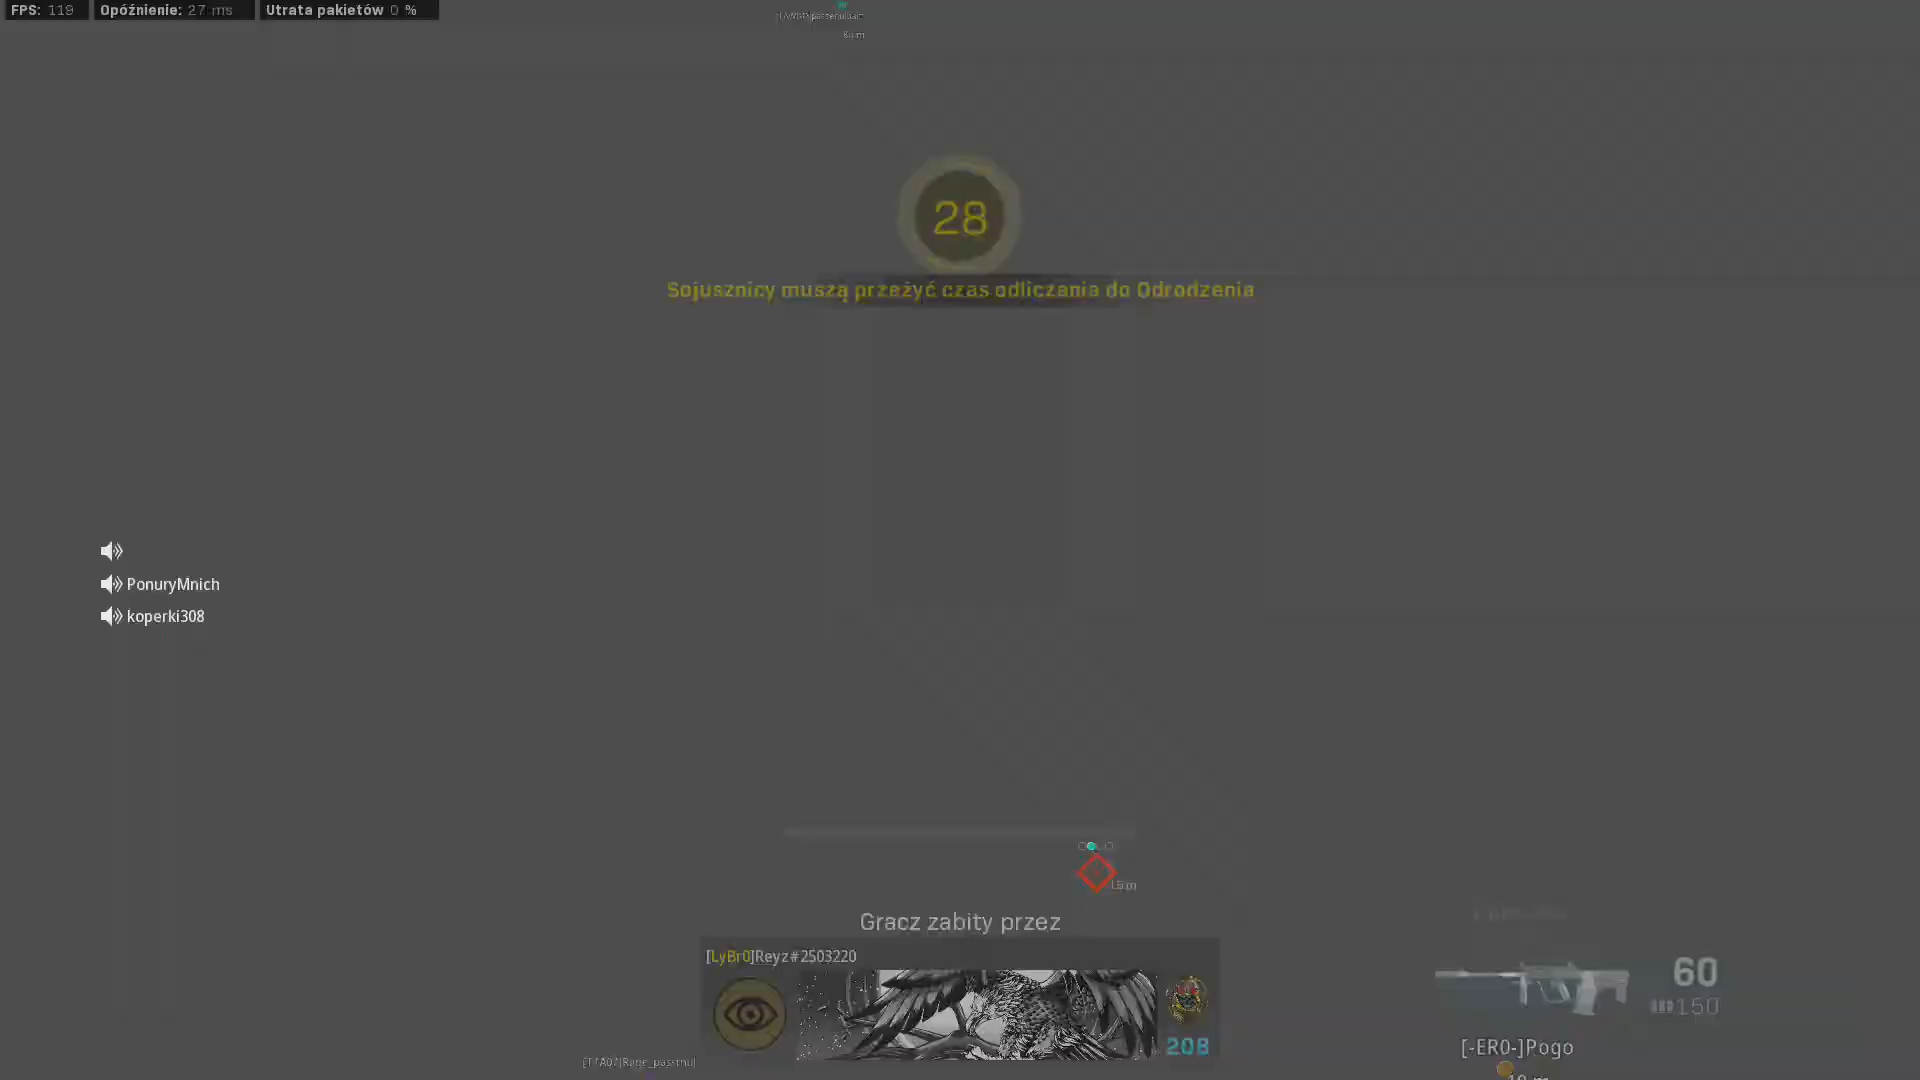 FPS: 119 Opóźnienie: 27 ms Utrata pakietów 0 %
28
Sojusznicy muszą przeżyć czas odliczania do Odrodzenia
PonuryMnich
koperki308
Gracz zabity przez
[LyBr0]Reyz#2503220
208
60
150
[-ER0-]Pogo